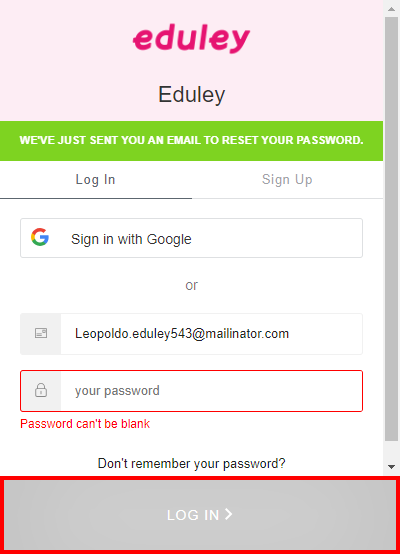 eduley
Eduley
WE'VE JUST SENT YOU AN EMAIL TO RESET YOUR PASSWORD.
Log In
Sign Up
Sign in with Google
or
Leopoldo.eduley543@mailinator.com
your password
Password can't be blank
Don't remember your password?
LOG IN